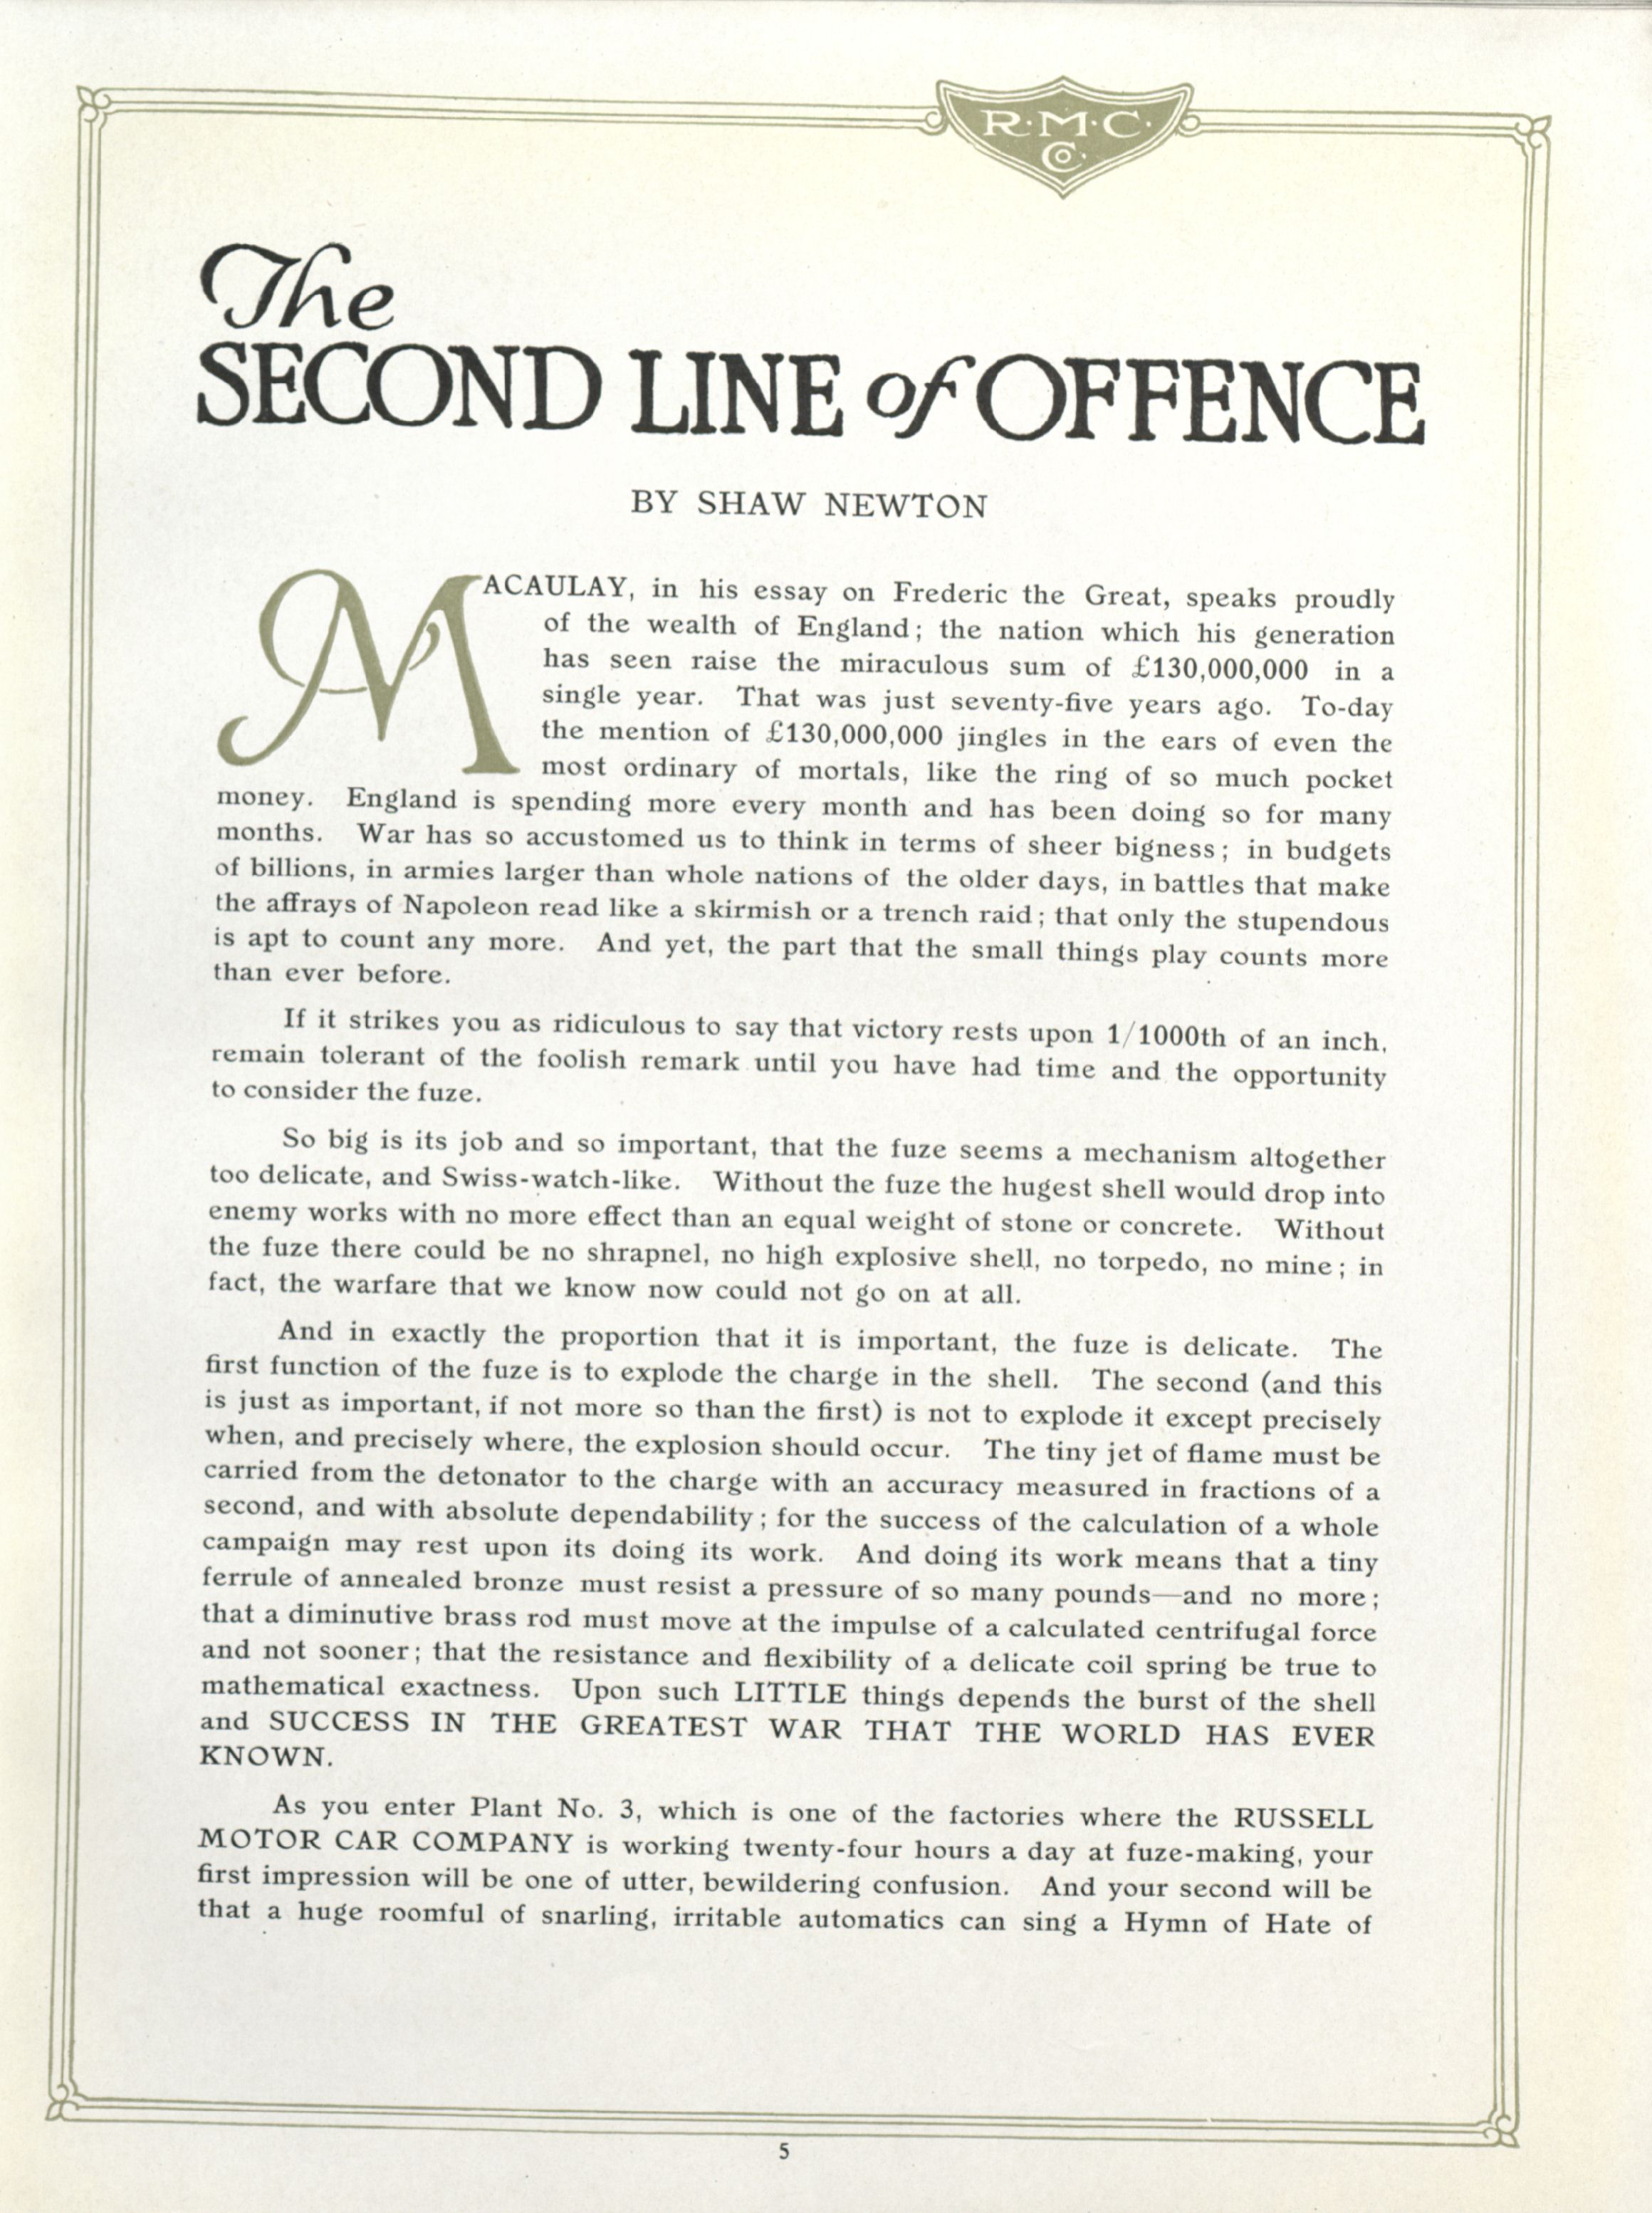 R·M·C·
Co.
The
SECOND LINE of OFFENCE
BY SHAW NEWTON
MACAULAY, in his essay on Frederic the Great, speaks proudly
of the wealth of England; the nation which his generation
has seen raise the miraculous sum of £130,000,000 in a
single year. That was just seventy-five years ago. To-day
the mention of £130,000,000 jingles in the ears of even the
most ordinary of mortals, like the ring of so much pocket
money. England is spending more every month and has been doing so for many
months. War has so accustomed us to think in terms of sheer bigness; in budgets
of billions, in armies larger than whole nations of the older days, in battles that make
the affrays of Napoleon read like a skirmish or a trench raid; that only the stupendous
is apt to count any more. And yet, the part that the small things play counts more
than ever before.
If it strikes you as ridiculous to say that victory rests upon 1/1000th of an inch,
remain tolerant of the foolish remark until you have had time and the opportunity
to consider the fuze.
So big is its job and so important, that the fuze seems a mechanism altogether
too delicate, and Swiss-watch-like. Without the fuze the hugest shell would drop into
enemy works with no more effect than an equal weight of stone or concrete. Without
the fuze there could be no shrapnel, no high explosive shell, no torpedo, no mine; in
fact, the warfare that we know now could not go on at all.
And in exactly the proportion that it is important, the fuze is delicate. The
first function of the fuze is to explode the charge in the shell. The second (and this
is just as important, if not more so than the first) is not to explode it except precisely
when, and precisely where, the explosion should occur. The tiny jet of flame must be
carried from the detonator to the charge with an accuracy measured in fractions of a
second, and with absolute dependability; for the success of the calculation of a whole
campaign may rest upon its doing its work. And doing its work means that a tiny
ferrule of annealed bronze must resist a pressure of so many pounds—and no more;
that a diminutive brass rod must move at the impulse of a calculated centrifugal force
and not sooner; that the resistance and flexibility of a delicate coil spring be true to
mathematical exactness. Upon such LITTLE things depends the burst of the shell
and SUCCESS IN THE GREATEST WAR THAT THE WORLD HAS EVER
KNOWN.
As you enter Plant No. 3, which is one of the factories where the RUSSELL
MOTOR CAR COMPANY is working twenty-four hours a day at fuze-making, your
first impression will be one of utter, bewildering confusion. And your second will be
that a huge roomful of snarling, irritable automatics can sing a Hymn of Hate of
5